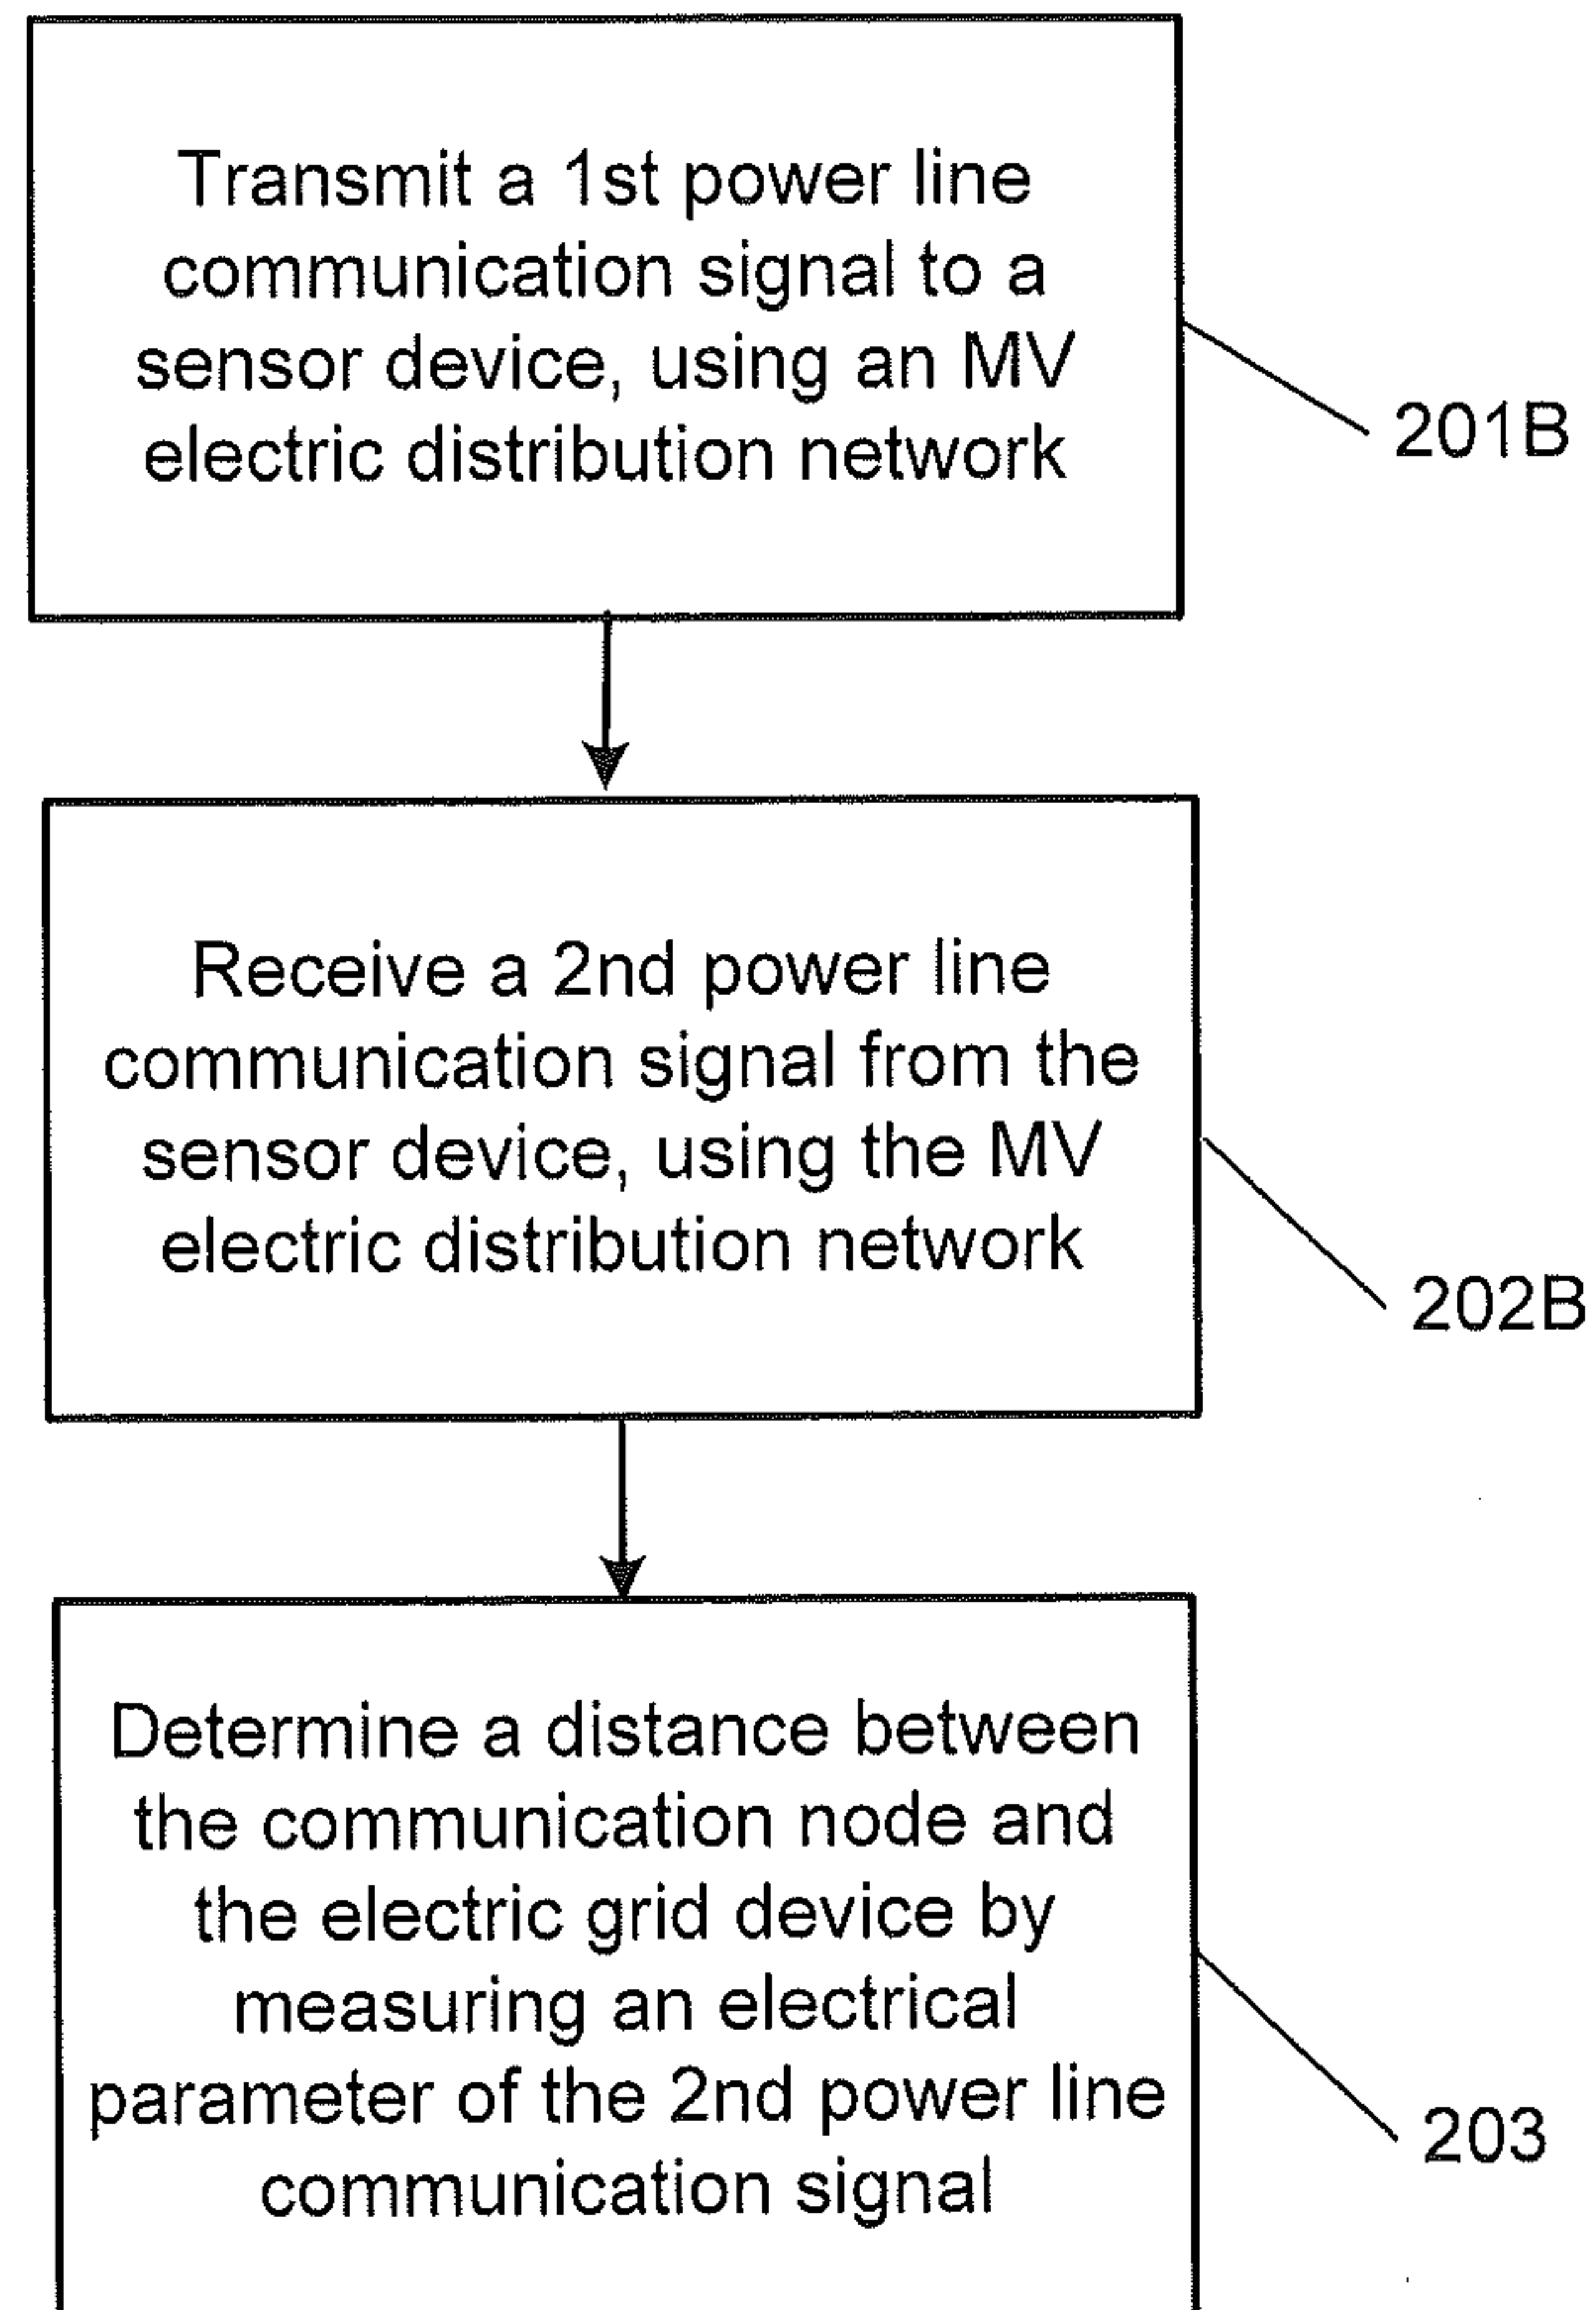 Transmit a 1st power line
communication signal to a
sensor device, using an MV
electric distribution network
201B
Receive a 2nd power line
communication signal from the
sensor device, using the MV
electric distribution network
202B
Determine a distance between
the communication node and
the electric grid device by
measuring an electrical
parameter of the 2nd power line
communication signal
203